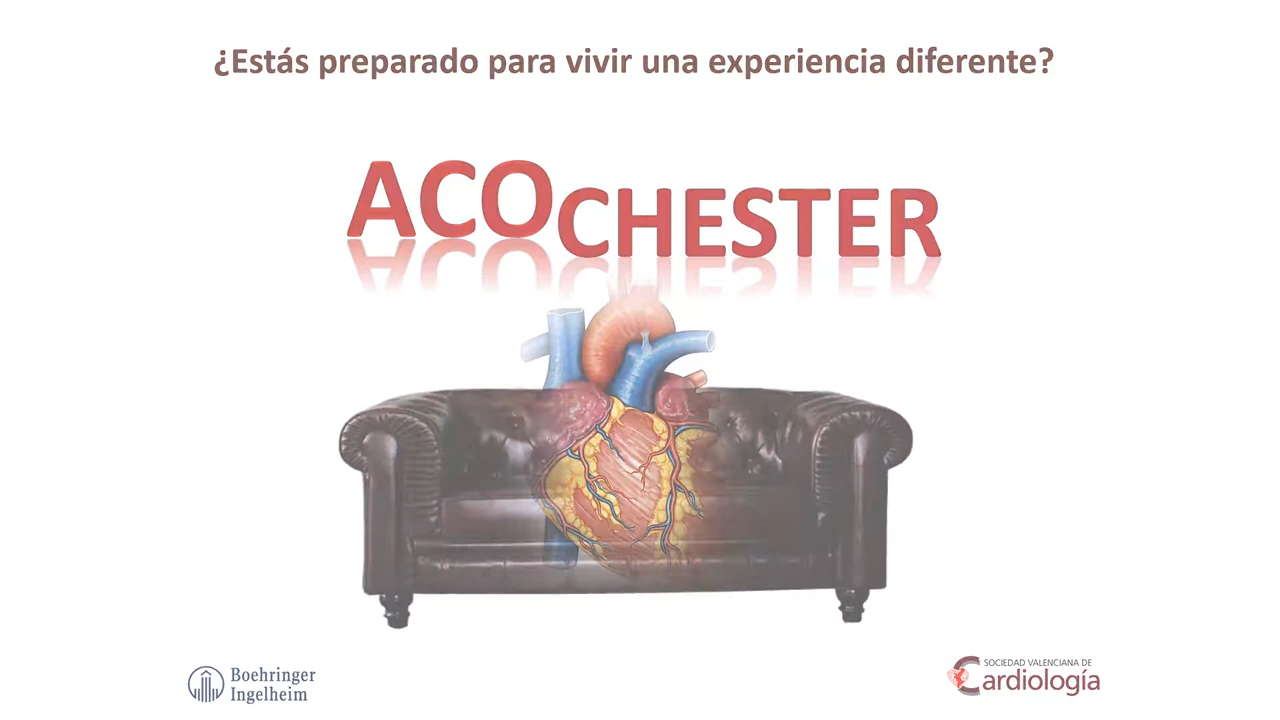 ¿Estás preparado para vivir una experiencia diferente?
ACOCHESTER
Boehringer
Ingelheim
SOCIEDAD VALENCIANA DE
Cardiología